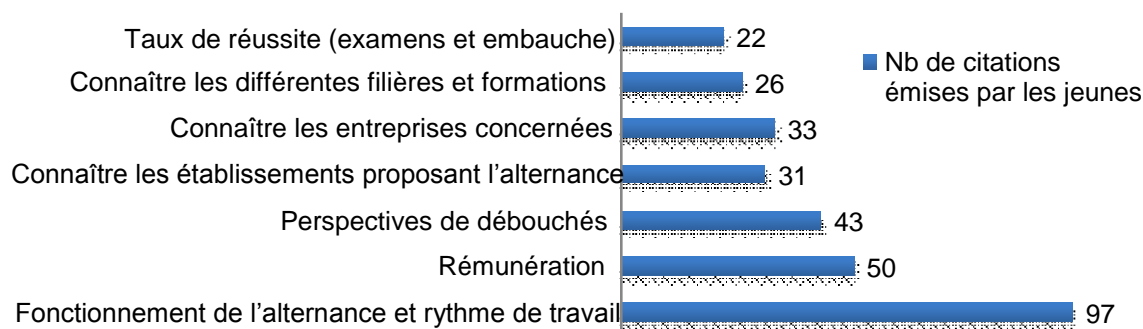 Taux de réussite (examens et embauche) 22
Nb de citations
émises par les jeunes
Connaître les différentes filières et formations 26
Connaître les entreprises concernées 33
Connaître les établissements proposant l’alternance 31
Perspectives de débouchés 43
Rémunération 50
Fonctionnement de l’alternance et rythme de travail 97